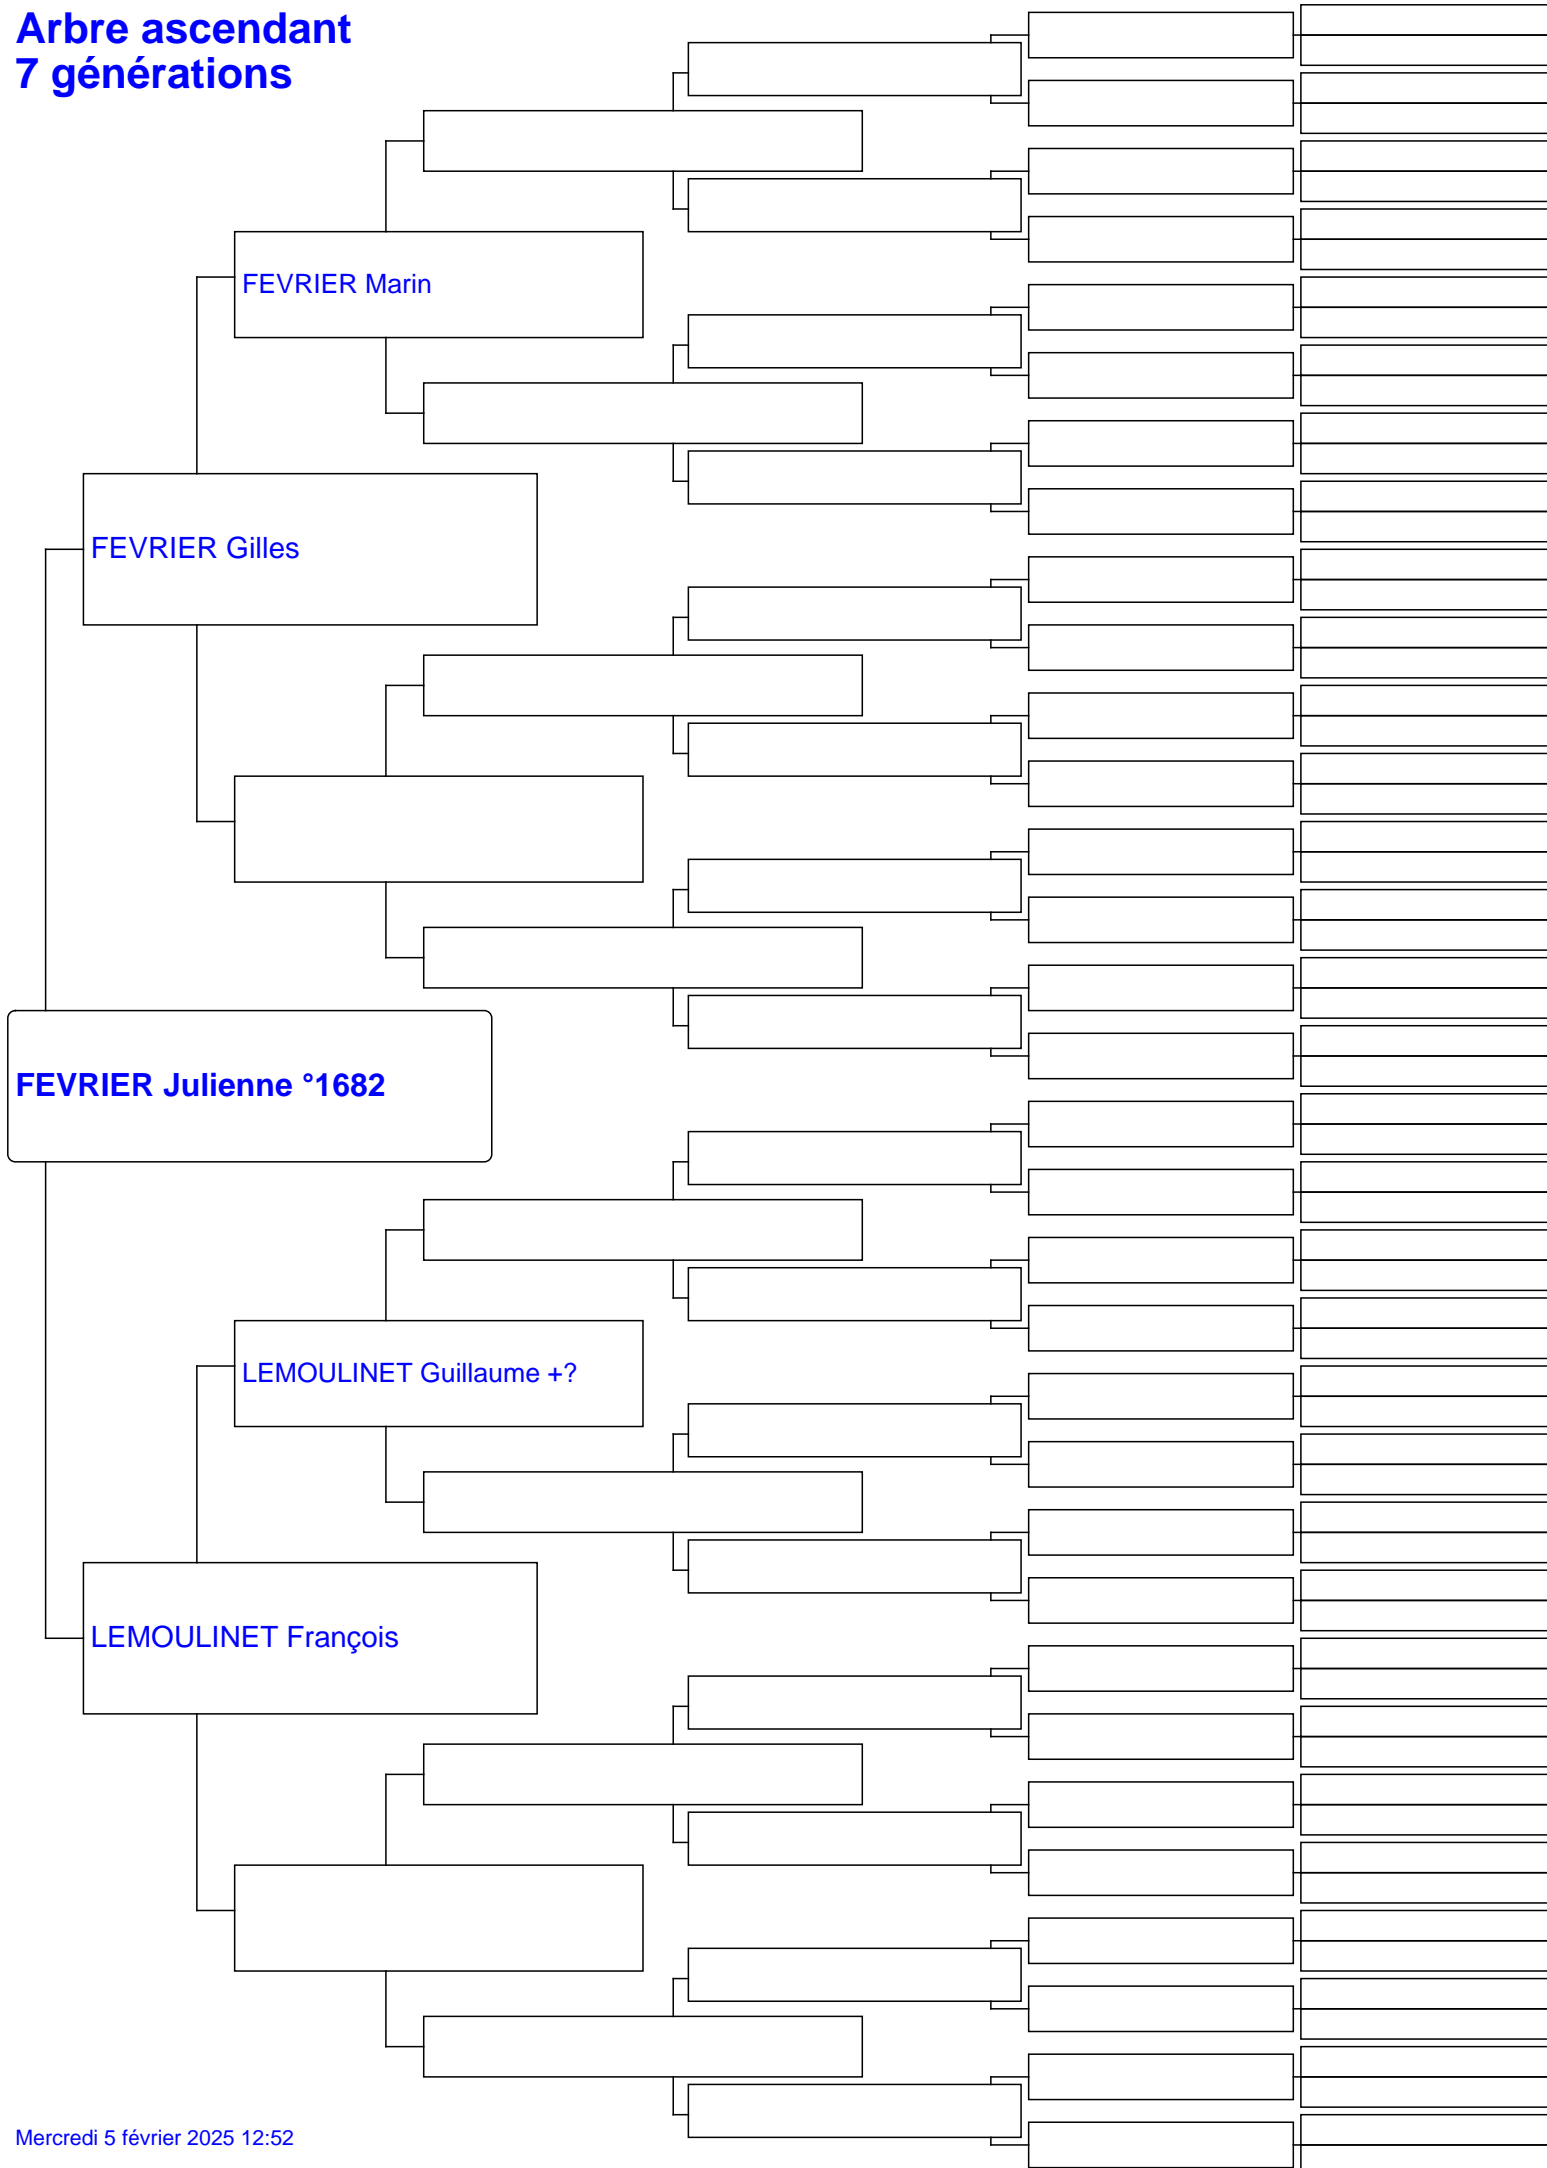 Arbre ascendant
7 générations
FEVRIER Marin
FEVRIER Gilles
FEVRIER Julienne °1682
LEMOULINET Guillaume +?
LEMOULINET François
Mercredi 5 février 2025 12:52